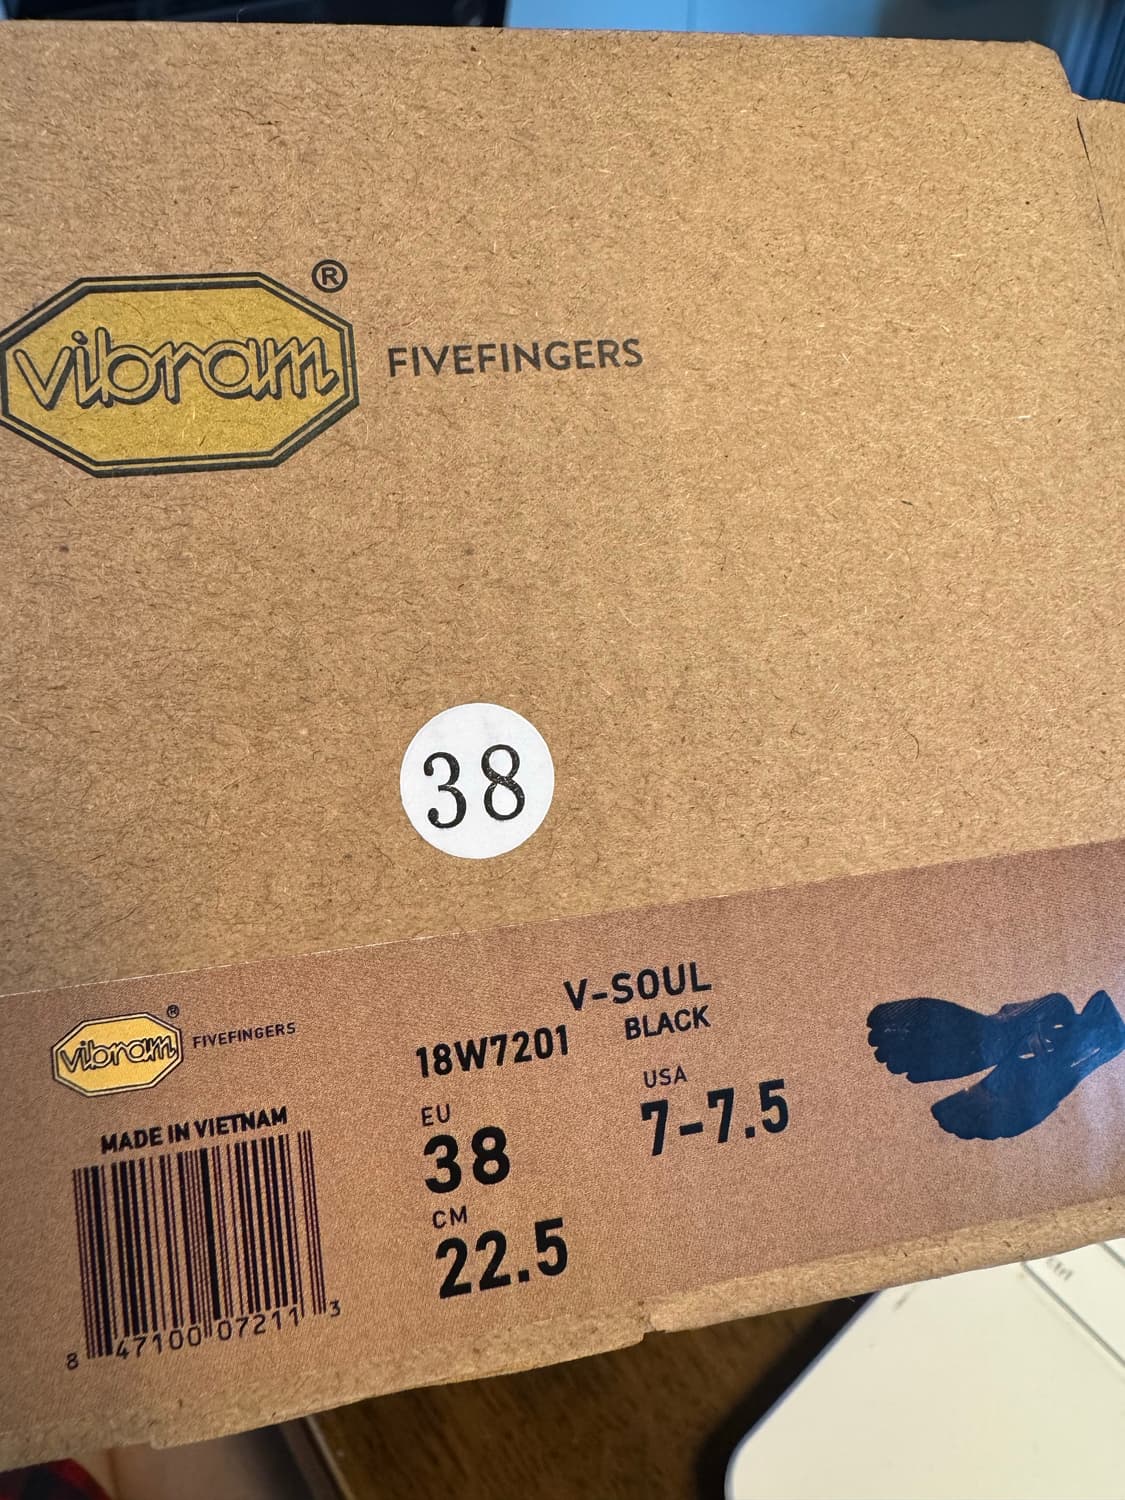 vibram® FIVEFINGERS
38
vibram® FIVEFINGERS
MADE IN VIETNAM
8 47100 07211 3
V-SOUL
18W7201 BLACK
EU
38
CM
22.5
USA
7-7.5